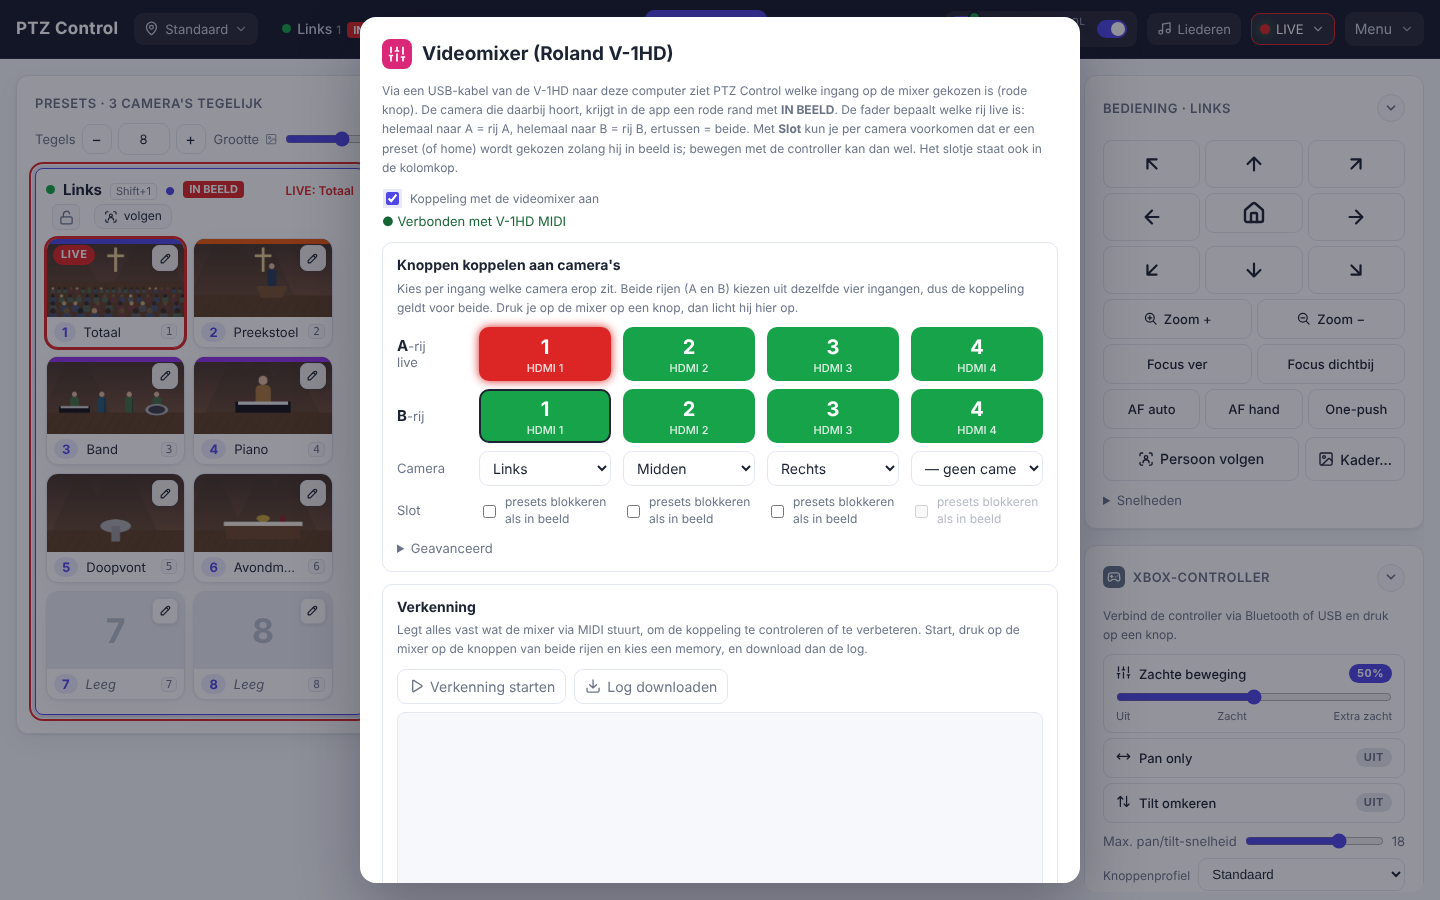 PTZ Control
Standaard
Links 1
Liederen
LIVE
Menu
PRESETS · 3 CAMERA'S TEGELIJK
Tegels
−
8
+
Grootte
Links
Shift+1
IN BEELD
LIVE: Totaal
volgen
LIVE
1 Totaal 1
2 Preekstoel 2
3 Band 3
4 Piano 4
5 Doopvont 5
6 Avondm... 6
7
8
7 Leeg 7
8 Leeg 8
Videomixer (Roland V-1HD)
Via een USB-kabel van de V-1HD naar deze computer ziet PTZ Control welke ingang op de mixer gekozen is (rode
knop). De camera die daarbij hoort, krijgt in de app een rode rand met IN BEELD. De fader bepaalt welke rij live is:
helemaal naar A = rij A, helemaal naar B = rij B, ertussen = beide. Met Slot kun je per camera voorkomen dat er een
preset (of home) wordt gekozen zolang hij in beeld is; bewegen met de controller kan dan wel. Het slotje staat ook in
de kolomkop.
Koppeling met de videomixer aan
Verbonden met V-1HD MIDI
Knoppen koppelen aan camera's
Kies per ingang welke camera erop zit. Beide rijen (A en B) kiezen uit dezelfde vier ingangen, dus de koppeling
geldt voor beide. Druk je op de mixer op een knop, dan licht hij hier op.
A-rij
live
1
HDMI 1
2
HDMI 2
3
HDMI 3
4
HDMI 4
B-rij
1
HDMI 1
2
HDMI 2
3
HDMI 3
4
HDMI 4
Camera
Links
Midden
Rechts
— geen came
Slot
presets blokkeren
als in beeld
presets blokkeren
als in beeld
presets blokkeren
als in beeld
presets blokkeren
als in beeld
Geavanceerd
Verkenning
Legt alles vast wat de mixer via MIDI stuurt, om de koppeling te controleren of te verbeteren. Start, druk op de
mixer op de knoppen van beide rijen en kies een memory, en download dan de log.
Verkenning starten
Log downloaden
BEDIENING · LINKS
Zoom +
Zoom −
Focus ver
Focus dichtbij
AF auto
AF hand
One-push
Persoon volgen
Kader...
Snelheden
XBOX-CONTROLLER
Verbind de controller via Bluetooth of USB en druk
op een knop.
Zachte beweging
50%
Uit
Zacht
Extra zacht
Pan only
UIT
Tilt omkeren
UIT
Max. pan/tilt-snelheid
18
Knoppenprofiel
Standaard